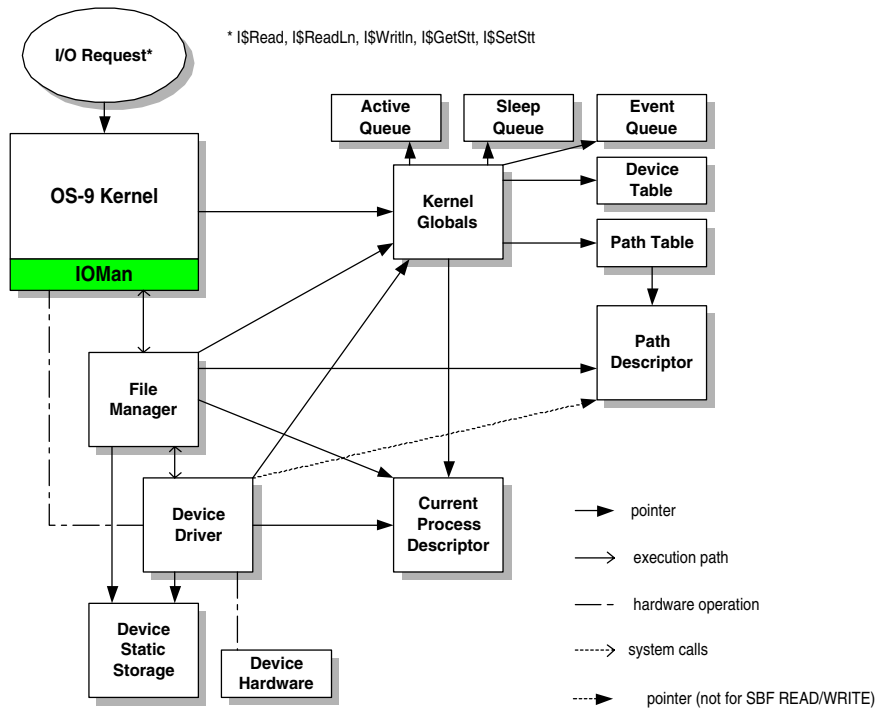 I/O Request*
* I$Read, I$ReadLn, I$Writln, I$GetStt, I$SetStt
Active
Queue
Sleep
Queue
Event
Queue
OS-9 Kernel
IOMan
Kernel
Globals
Device
Table
Path Table
Path
Descriptor
File
Manager
Device
Driver
Current
Process
Descriptor
Device
Static
Storage
Device
Hardware
pointer
execution path
hardware operation
system calls
pointer (not for SBF READ/WRITE)